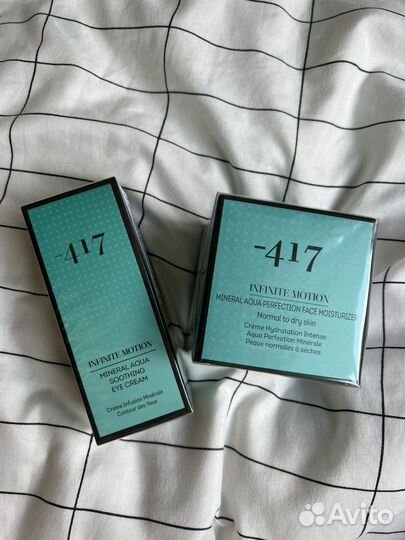 -417
INFINITE MOTION
MINERAL AQUA
SOOTHING
EYE CREAM
Crème Infusion Minérale
Contour des Yeux
-417
INFINITE MOTION
MINERAL AQUA PERFECTION FACE MOISTURIZER
Normal to dry skin
Crème Hydratation Intense
Aqua Perfection Minérale
Peaux normales à sèches
Avito